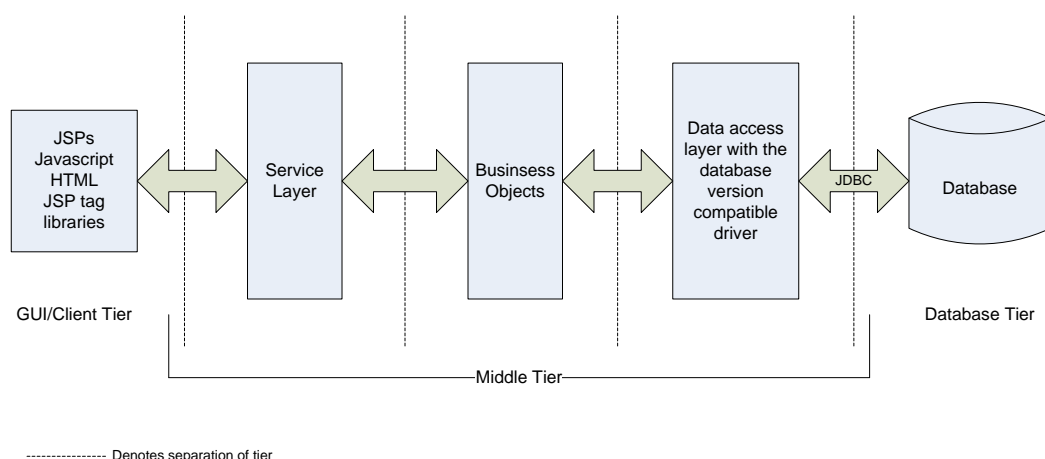 JSPs
Javascript
HTML
JSP tag
libraries
Service
Layer
Businsess
Objects
Data access
layer with the
database
version
compatible
driver
JDBC
Database
GUI/Client Tier
Database Tier
Middle Tier
---------------- Denotes separation of tier